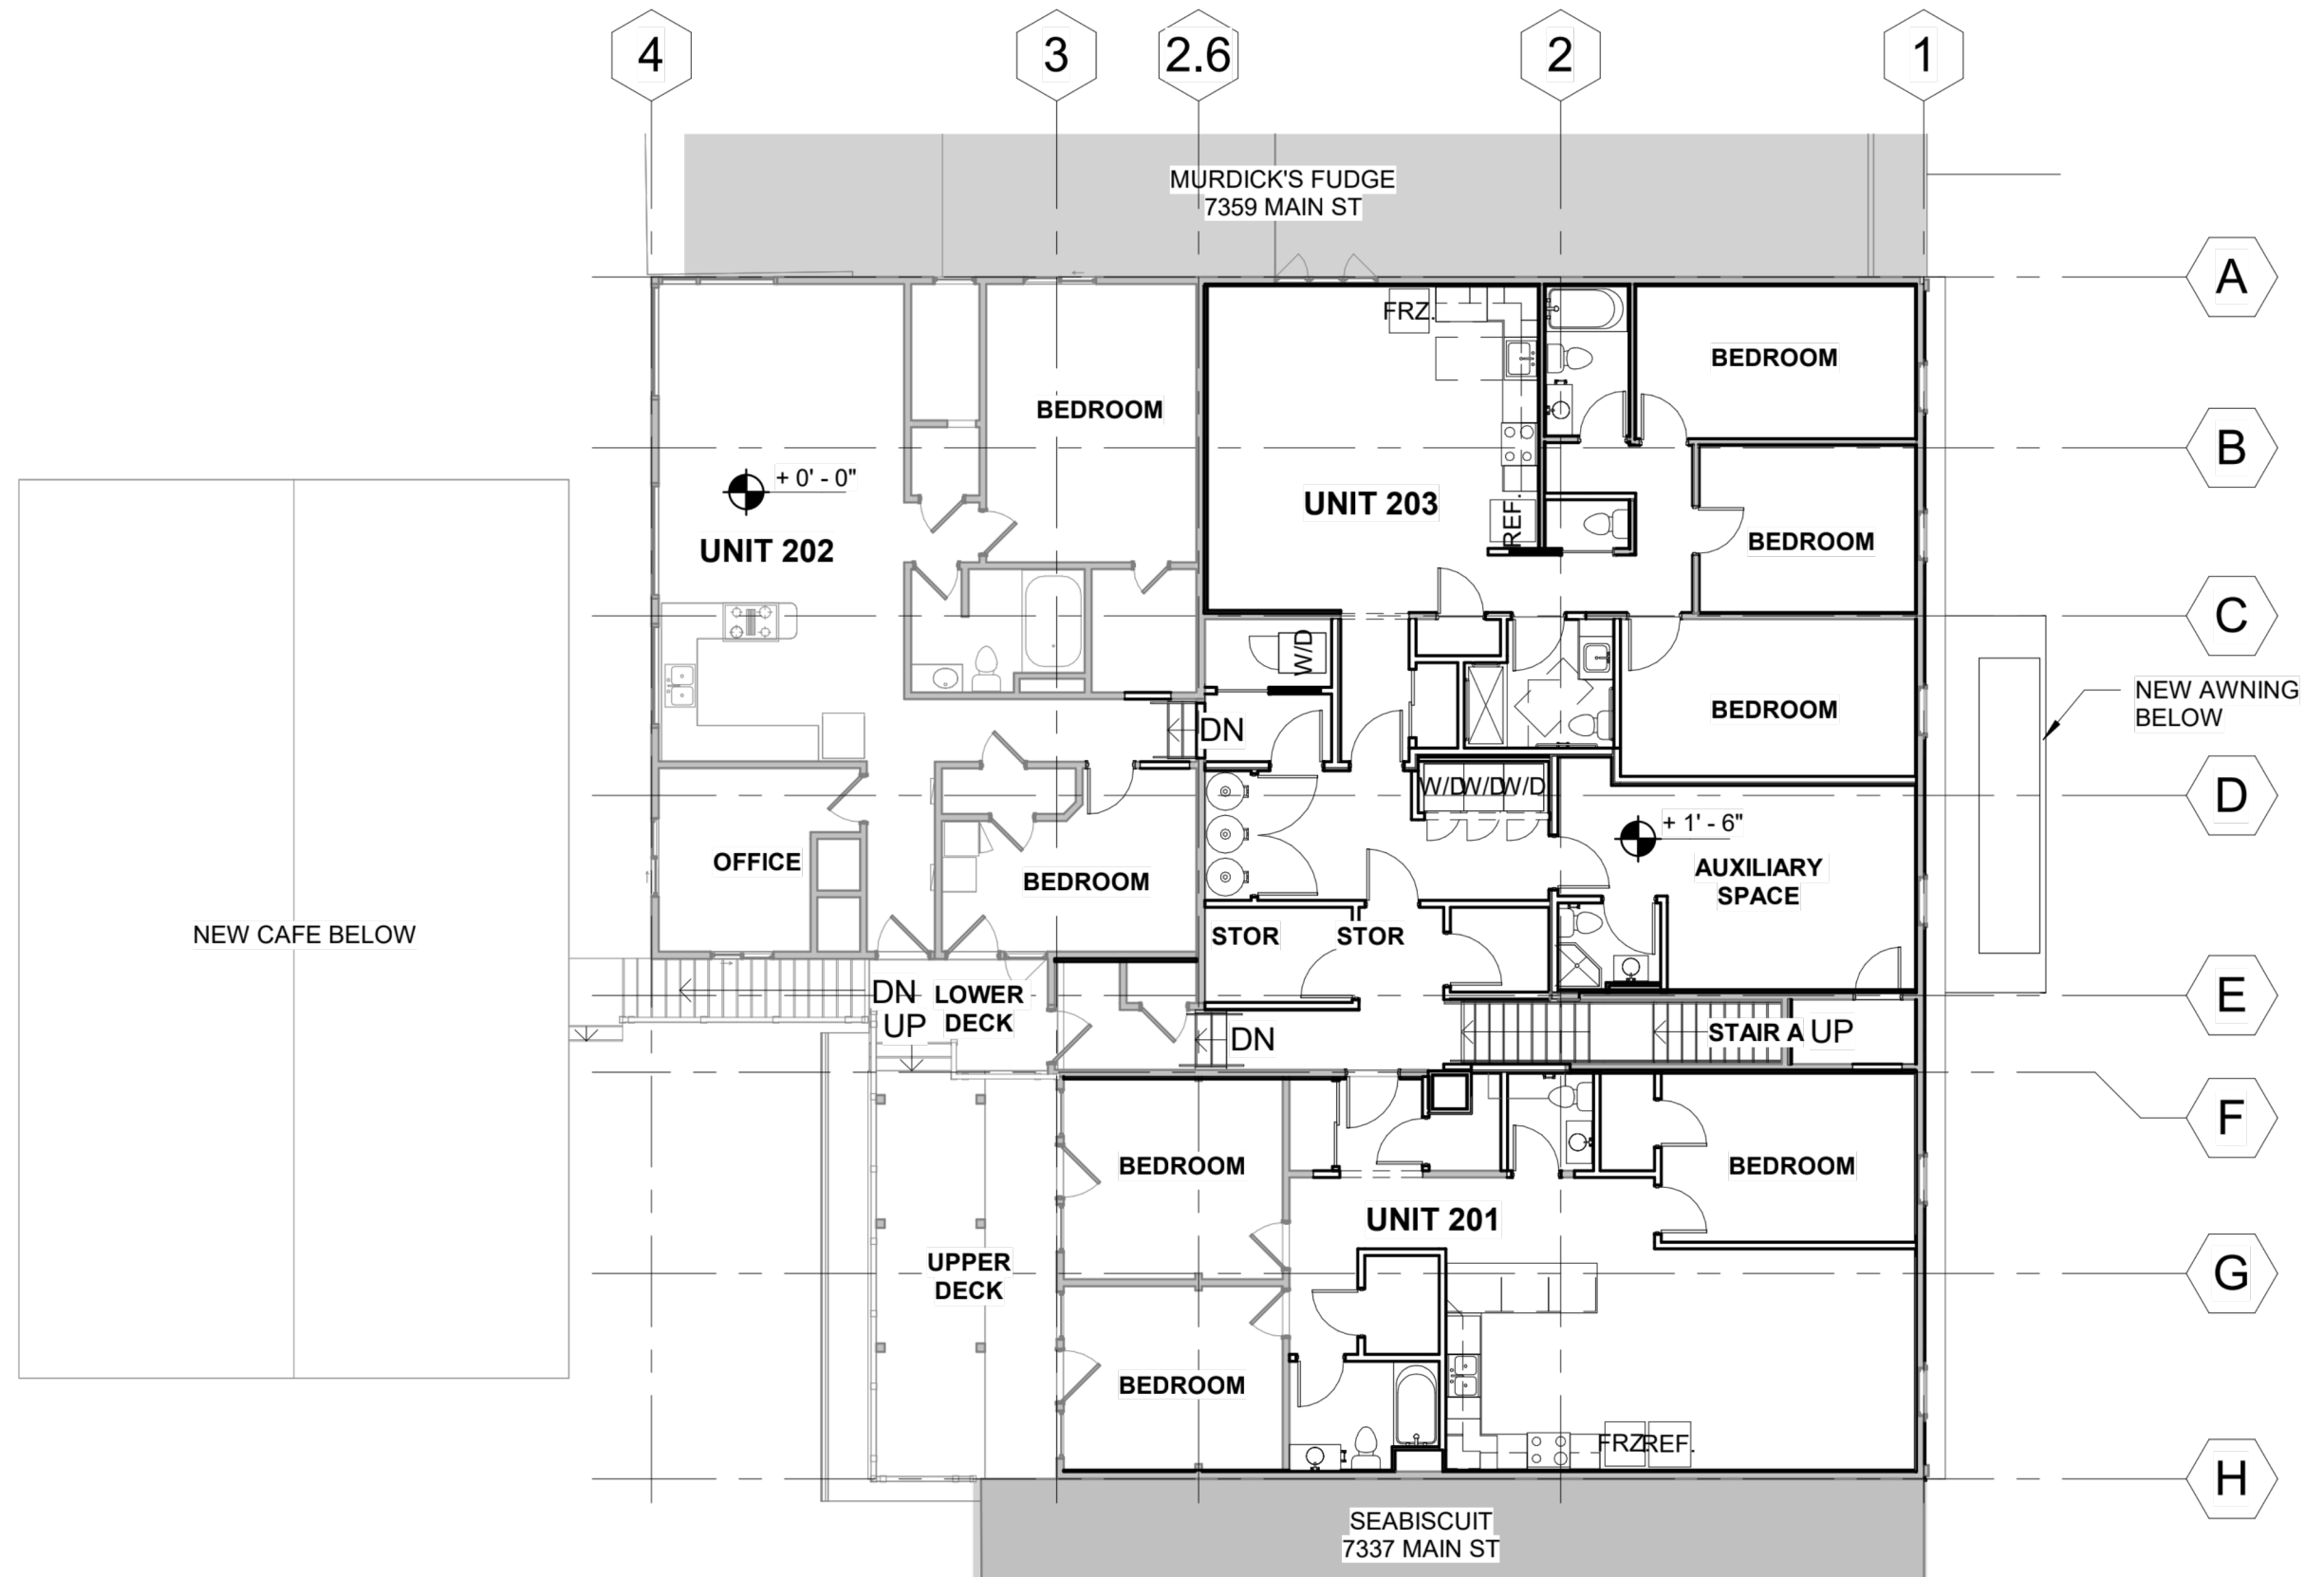 4
3
2.6
2
1
MURDICK'S FUDGE
7359 MAIN ST
A
FRZ.
BEDROOM
BEDROOM
B
+ 0' - 0"
UNIT 203
REF.
UNIT 202
BEDROOM
C
W/D
NEW AWNING
BELOW
BEDROOM
DN
W/D
W/D
W/D
D
+ 1' - 6"
OFFICE
BEDROOM
AUXILIARY
SPACE
NEW CAFE BELOW
STOR
STOR
DN
LOWER
DECK
E
UP
DN
STAIR A
UP
F
BEDROOM
BEDROOM
UNIT 201
UPPER
DECK
G
BEDROOM
FRZ.
REF.
H
SEABISCUIT
7337 MAIN ST